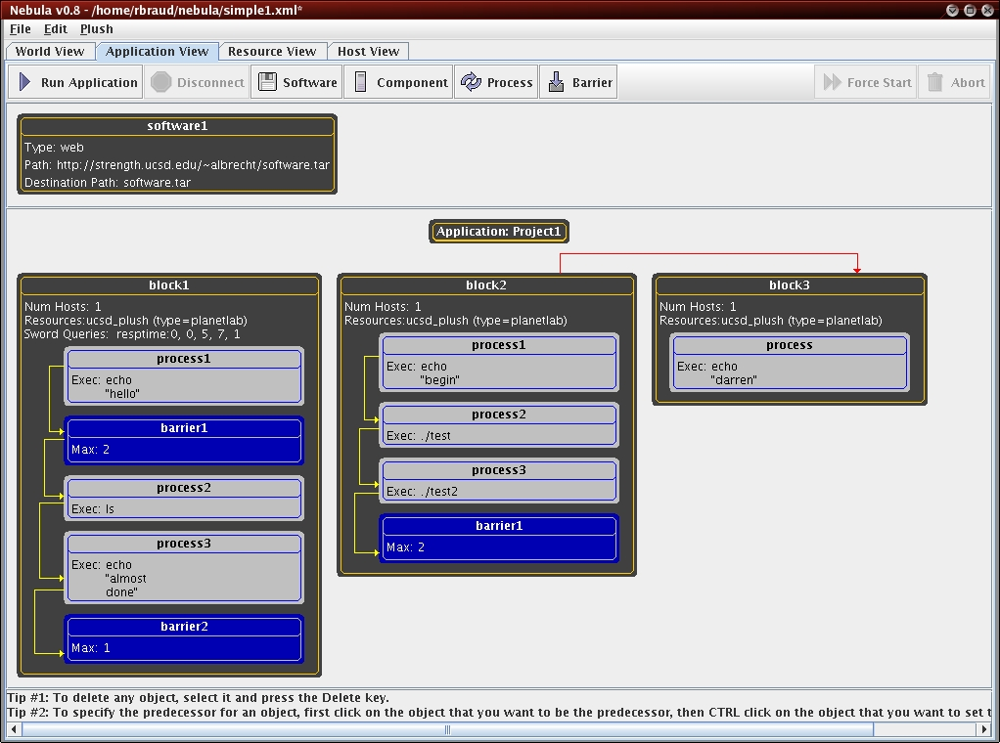 Nebula v0.8 - /home/rbraud/nebula/simple1.xml*
File Edit Plush
World View Application View Resource View Host View
Run Application Disconnect Software Component Process Barrier Force Start Abort
software1
Type: web
Path: http://strength.ucsd.edu/~albrecht/software.tar
Destination Path: software.tar
Application: Project1
block1
Num Hosts: 1
Resources:ucsd_plush (type=planetlab)
Sword Queries: resptime:0, 0, 5, 7, 1
process1
Exec: echo
"hello"
barrier1
Max: 2
process2
Exec: ls
process3
Exec: echo
"almost
done"
barrier2
Max: 1
block2
Num Hosts: 1
Resources:ucsd_plush (type=planetlab)
process1
Exec: echo
"begin"
process2
Exec: ./test
process3
Exec: ./test2
barrier1
Max: 2
block3
Num Hosts: 1
Resources:ucsd_plush (type=planetlab)
process
Exec: echo
"darren"
Tip #1: To delete any object, select it and press the Delete key.
Tip #2: To specify the predecessor for an object, first click on the object that you want to be the predecessor, then CTRL click on the object that you want to set t